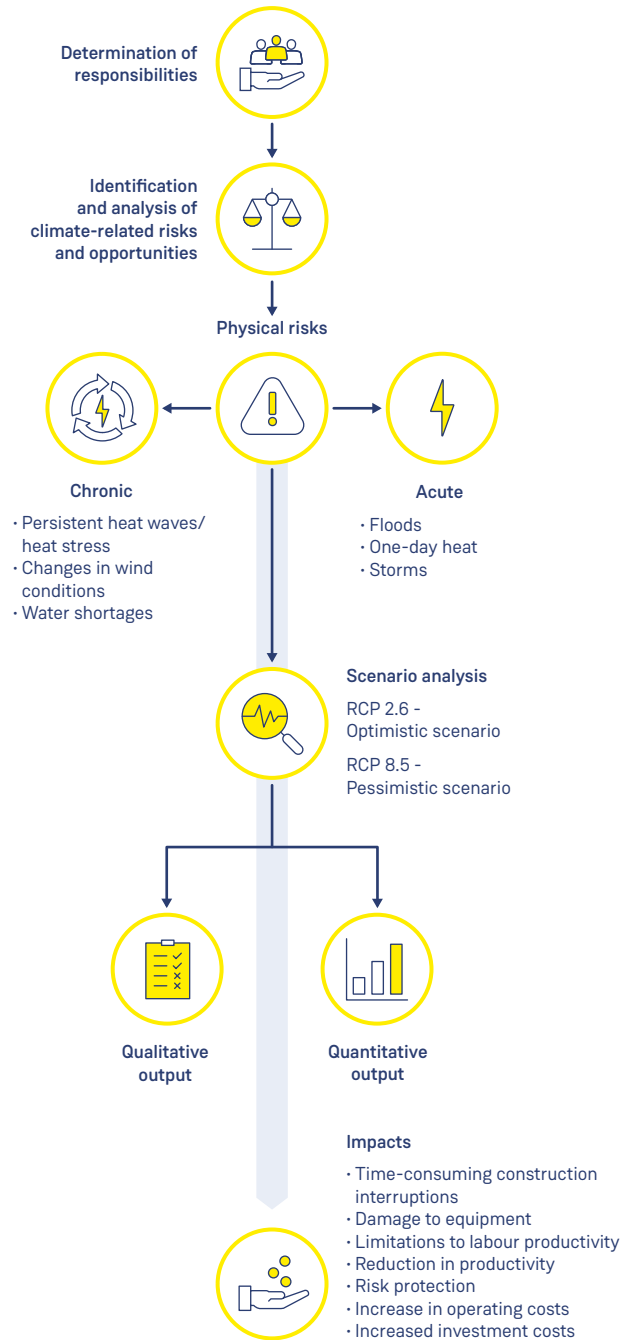 Determination of
responsibilities
Identification
and analysis of
climate-related risks
and opportunities
Physical risks
Chronic
· Persistent heat waves/
heat stress
· Changes in wind
conditions
· Water shortages
Acute
· Floods
· One-day heat
· Storms
Scenario analysis
RCP 2.6 -
Optimistic scenario
RCP 8.5 -
Pessimistic scenario
Qualitative
output
Quantitative
output
Impacts
· Time-consuming construction
interruptions
· Damage to equipment
· Limitations to labour productivity
· Reduction in productivity
· Risk protection
· Increase in operating costs
· Increased investment costs